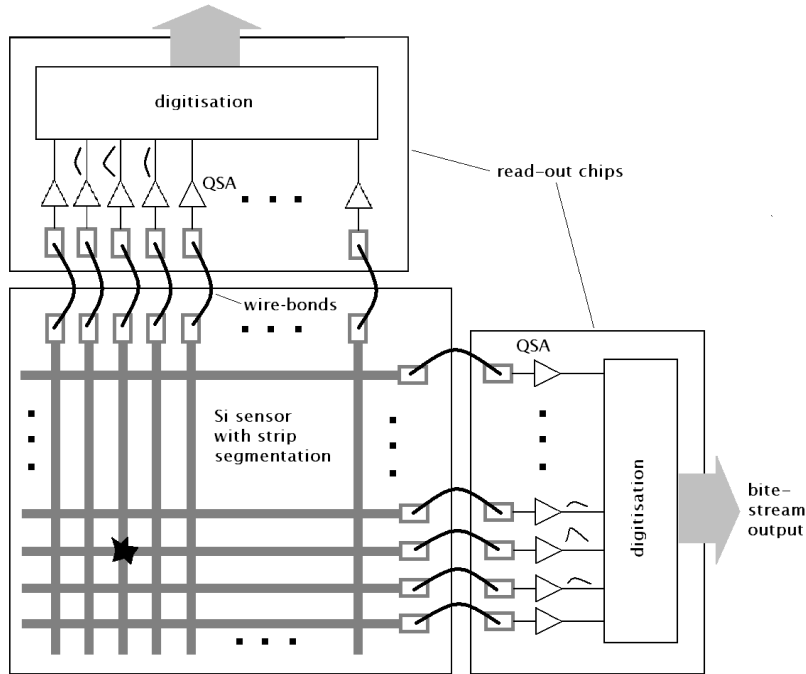 digitisation
QSA
read-out chips
wire-bonds
QSA
Si sensor
with strip
segmentation
digitisation
bite-
stream
output